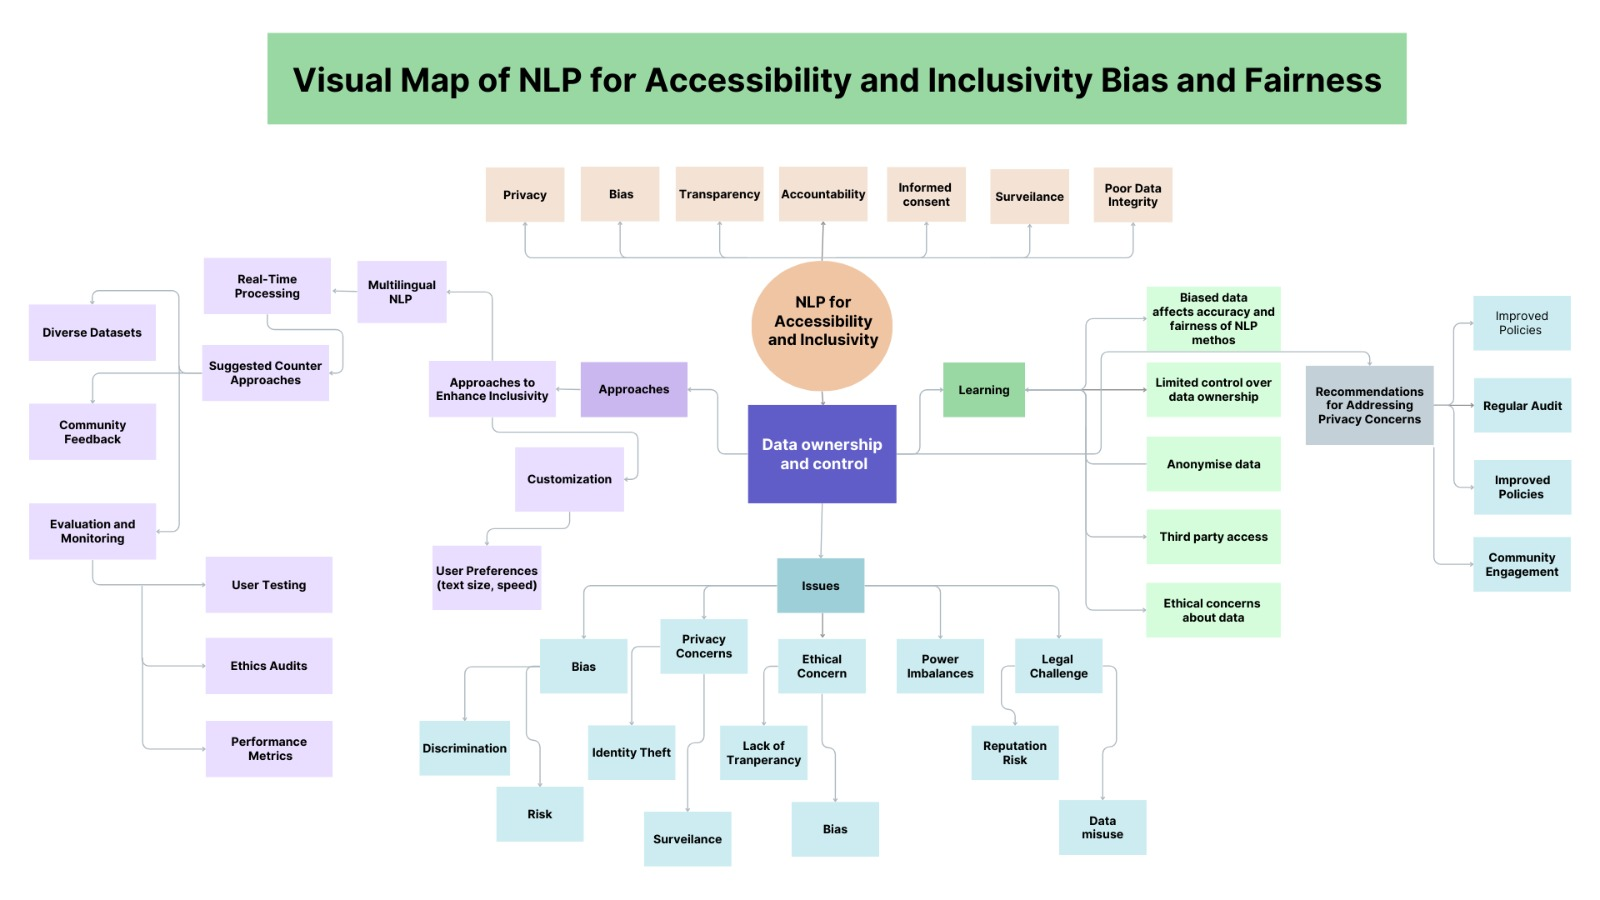 Visual Map of NLP for Accessibility and Inclusivity Bias and Fairness
Privacy
Bias
Transparency
Accountability
Informed
consent
Surveilance
Poor Data
Integrity
NLP for
Accessibility
and Inclusivity
Real-Time
Processing
Multilingual
NLP
Diverse Datasets
Suggested Counter
Approaches
Community
Feedback
Approaches to
Enhance Inclusivity
Approaches
Customization
User Preferences
(text size, speed)
Evaluation and
Monitoring
User Testing
Ethics Audits
Performance
Metrics
Data ownership
and control
Learning
Biased data
affects accuracy and
fairness of NLP
methos
Limited control over
data ownership
Anonymise data
Third party access
Ethical concerns
about data
Recommendations
for Addressing
Privacy Concerns
Improved
Policies
Regular Audit
Improved
Policies
Community
Engagement
Issues
Bias
Privacy
Concerns
Ethical
Concern
Power
Imbalances
Legal
Challenge
Discrimination
Risk
Identity Theft
Surveilance
Lack of
Tranperancy
Bias
Reputation
Risk
Data
misuse